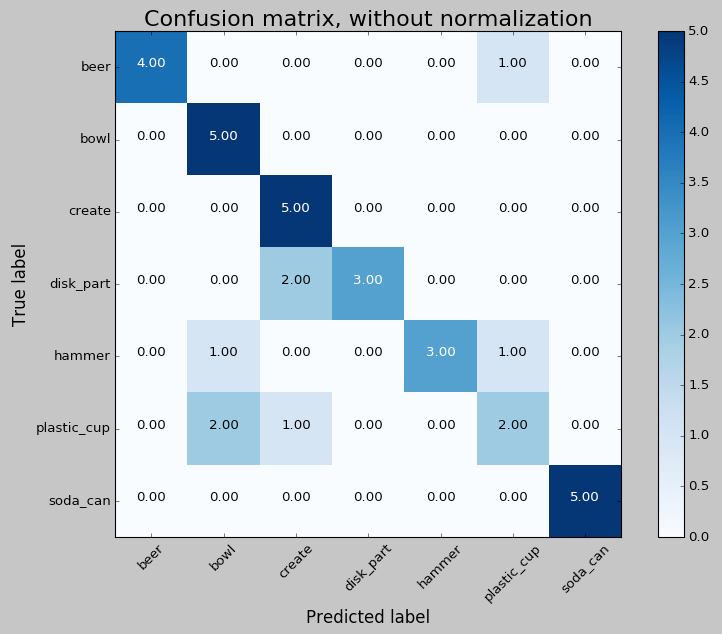 Confusion matrix, without normalization
beer 4.00 0.00 0.00 0.00 0.00 1.00 0.00
bowl 0.00 5.00 0.00 0.00 0.00 0.00 0.00
create 0.00 0.00 5.00 0.00 0.00 0.00 0.00
disk_part 0.00 0.00 2.00 3.00 0.00 0.00 0.00
hammer 0.00 1.00 0.00 0.00 3.00 1.00 0.00
plastic_cup 0.00 2.00 1.00 0.00 0.00 2.00 0.00
soda_can 0.00 0.00 0.00 0.00 0.00 0.00 5.00
True label
beer bowl create disk_part hammer plastic_cup soda_can
Predicted label
5.0
4.5
4.0
3.5
3.0
2.5
2.0
1.5
1.0
0.5
0.0